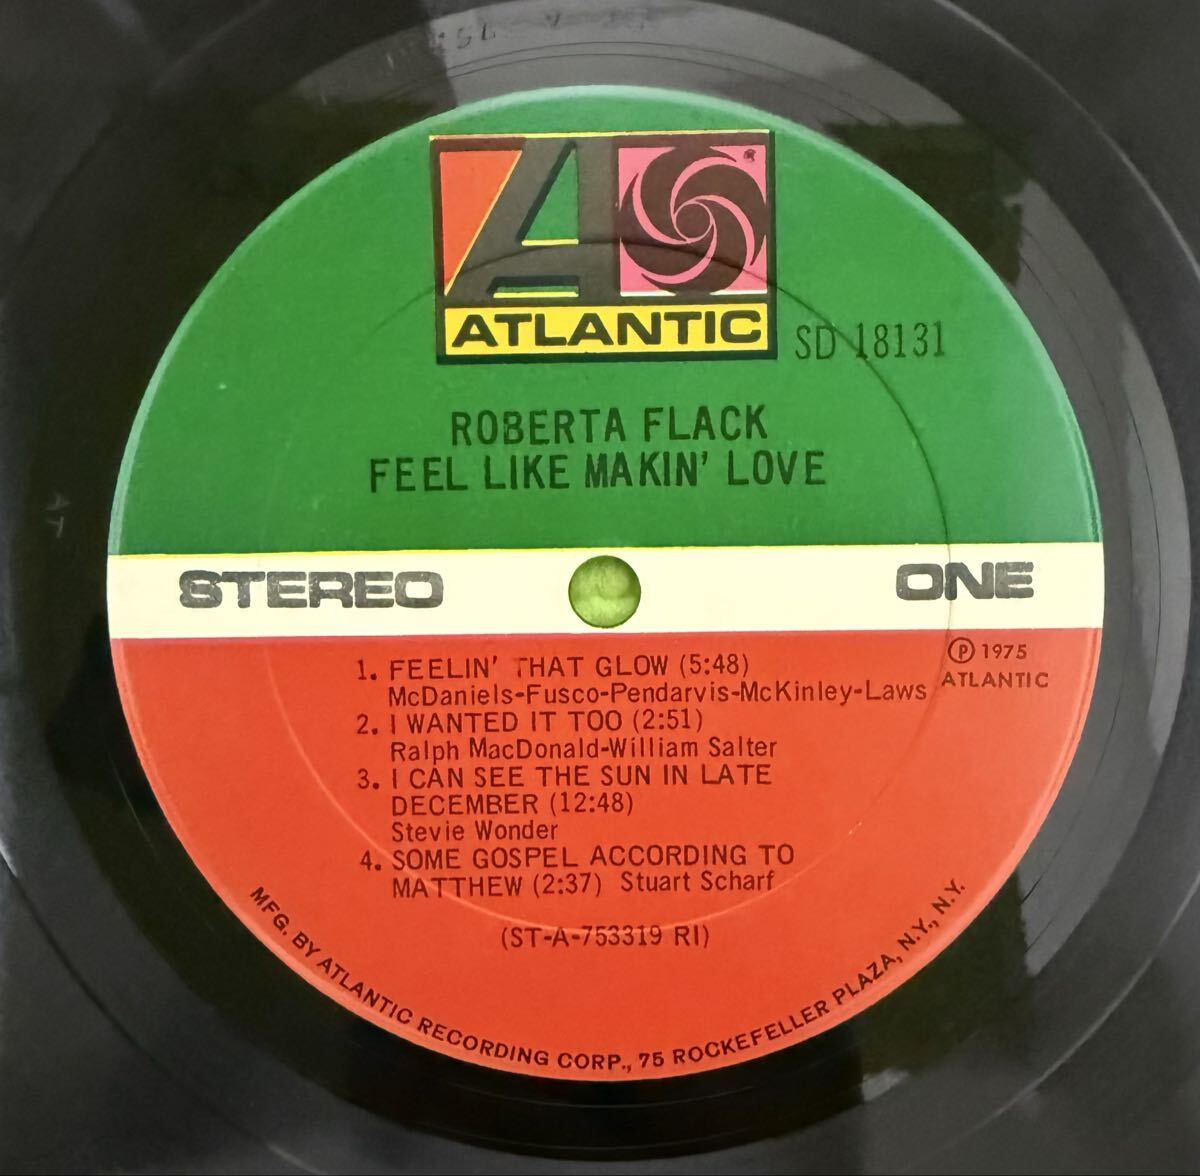 ATLANTIC
SD 18131
ROBERTA FLACK
FEEL LIKE MAKIN' LOVE
STEREO
ONE
℗ 1975
ATLANTIC
1. FEELIN' THAT GLOW (5:48)
McDaniels-Fusco-Pendarvis-McKinley-Laws
2. I WANTED IT TOO (2:51)
Ralph MacDonald-William Salter
3. I CAN SEE THE SUN IN LATE
DECEMBER (12:48)
Stevie Wonder
4. SOME GOSPEL ACCORDING TO
MATTHEW (2:37) Stuart Scharf
(ST-A-753319 RI)
MFG. BY ATLANTIC RECORDING CORP., 75 ROCKEFELLER PLAZA, N.Y., N.Y.
AT